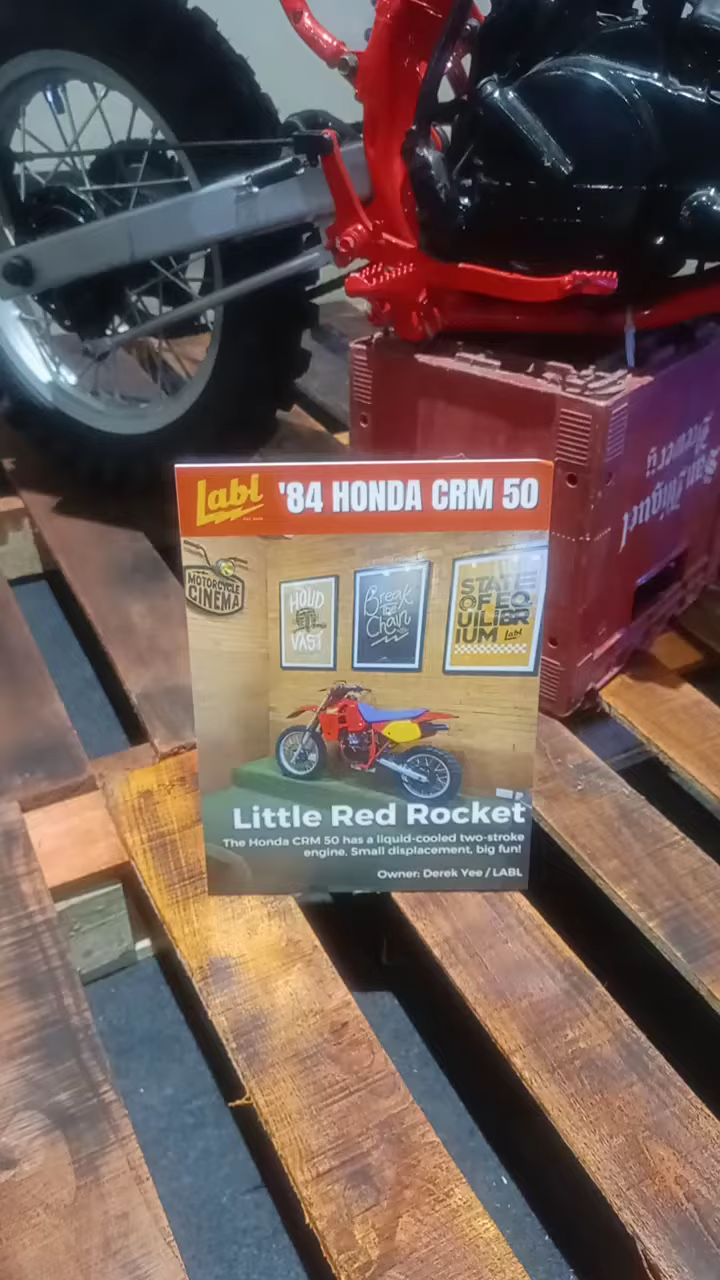 Labl
'84 HONDA CRM 50
MOTORCYCLE
CINEMA
HOUD
VAST
Break
The
Chain
STATE
OF EQ
UILIBR
IUM Labl
Little Red Rocket
The Honda CRM 50 has a liquid-cooled two-stroke
engine. Small displacement, big fun!
Owner: Derek Yee / LABL